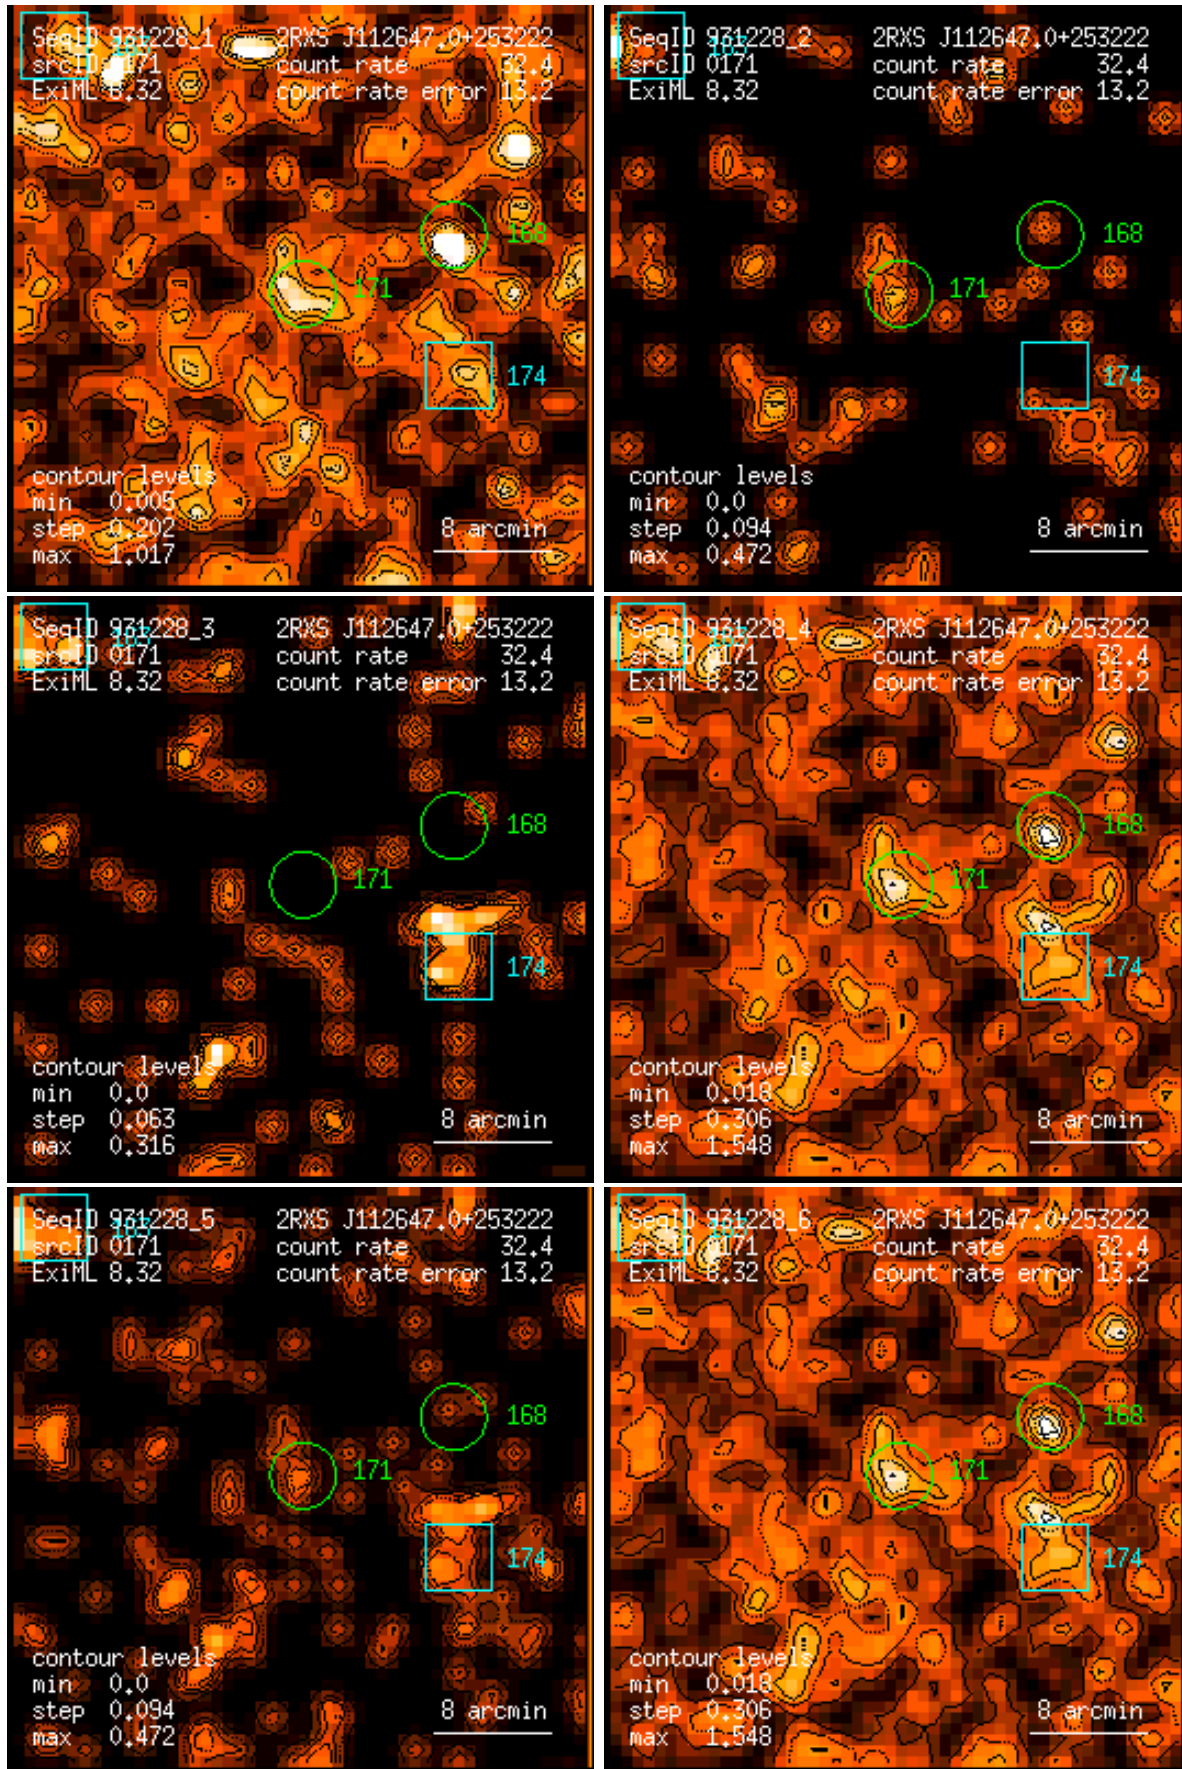 SeqID 931228_1 2RXS J112647.0+253222
srcID 0171 count rate 32.4
ExiML 8.32 count rate error 13.2
168
171
174
contour levels
min 0.005
step 0.202
max 1.017
8 arcmin
SeqID 931228_2 2RXS J112647.0+253222
srcID 0171 count rate 32.4
ExiML 8.32 count rate error 13.2
168
171
174
contour levels
min 0.0
step 0.094
max 0.472
8 arcmin
SeqID 931228_3 2RXS J112647.0+253222
srcID 0171 count rate 32.4
ExiML 8.32 count rate error 13.2
168
171
174
contour levels
min 0.0
step 0.063
max 0.316
8 arcmin
SeqID 931228_4 2RXS J112647.0+253222
srcID 0171 count rate 32.4
ExiML 8.32 count rate error 13.2
168
171
174
contour levels
min 0.018
step 0.306
max 1.548
8 arcmin
SeqID 931228_5 2RXS J112647.0+253222
srcID 0171 count rate 32.4
ExiML 8.32 count rate error 13.2
168
171
174
contour levels
min 0.0
step 0.094
max 0.472
8 arcmin
SeqID 931228_6 2RXS J112647.0+253222
srcID 0171 count rate 32.4
ExiML 8.32 count rate error 13.2
168
171
174
contour levels
min 0.018
step 0.306
max 1.548
8 arcmin